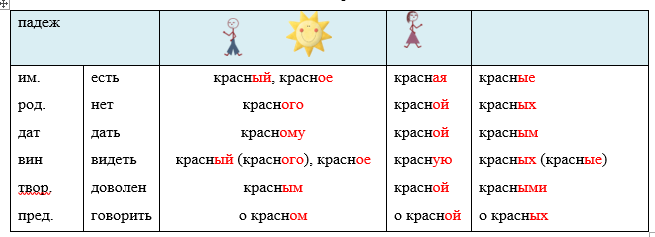 падеж
им. есть красный, красное красная красные
род. нет красного красной красных
дат дать красному красной красным
вин видеть красный (красного), красное красную красных (красные)
твор. доволен красным красной красными
пред. говорить о красном о красной о красных